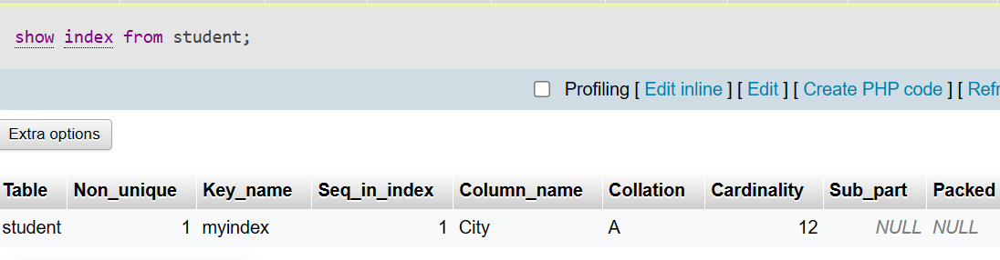 show index from student;
Profiling [ Edit inline ] [ Edit ] [ Create PHP code ] [ Refr
Extra options
Table Non_unique Key_name Seq_in_index Column_name Collation Cardinality Sub_part Packed
student 1 myindex 1 City A 12 NULL NULL